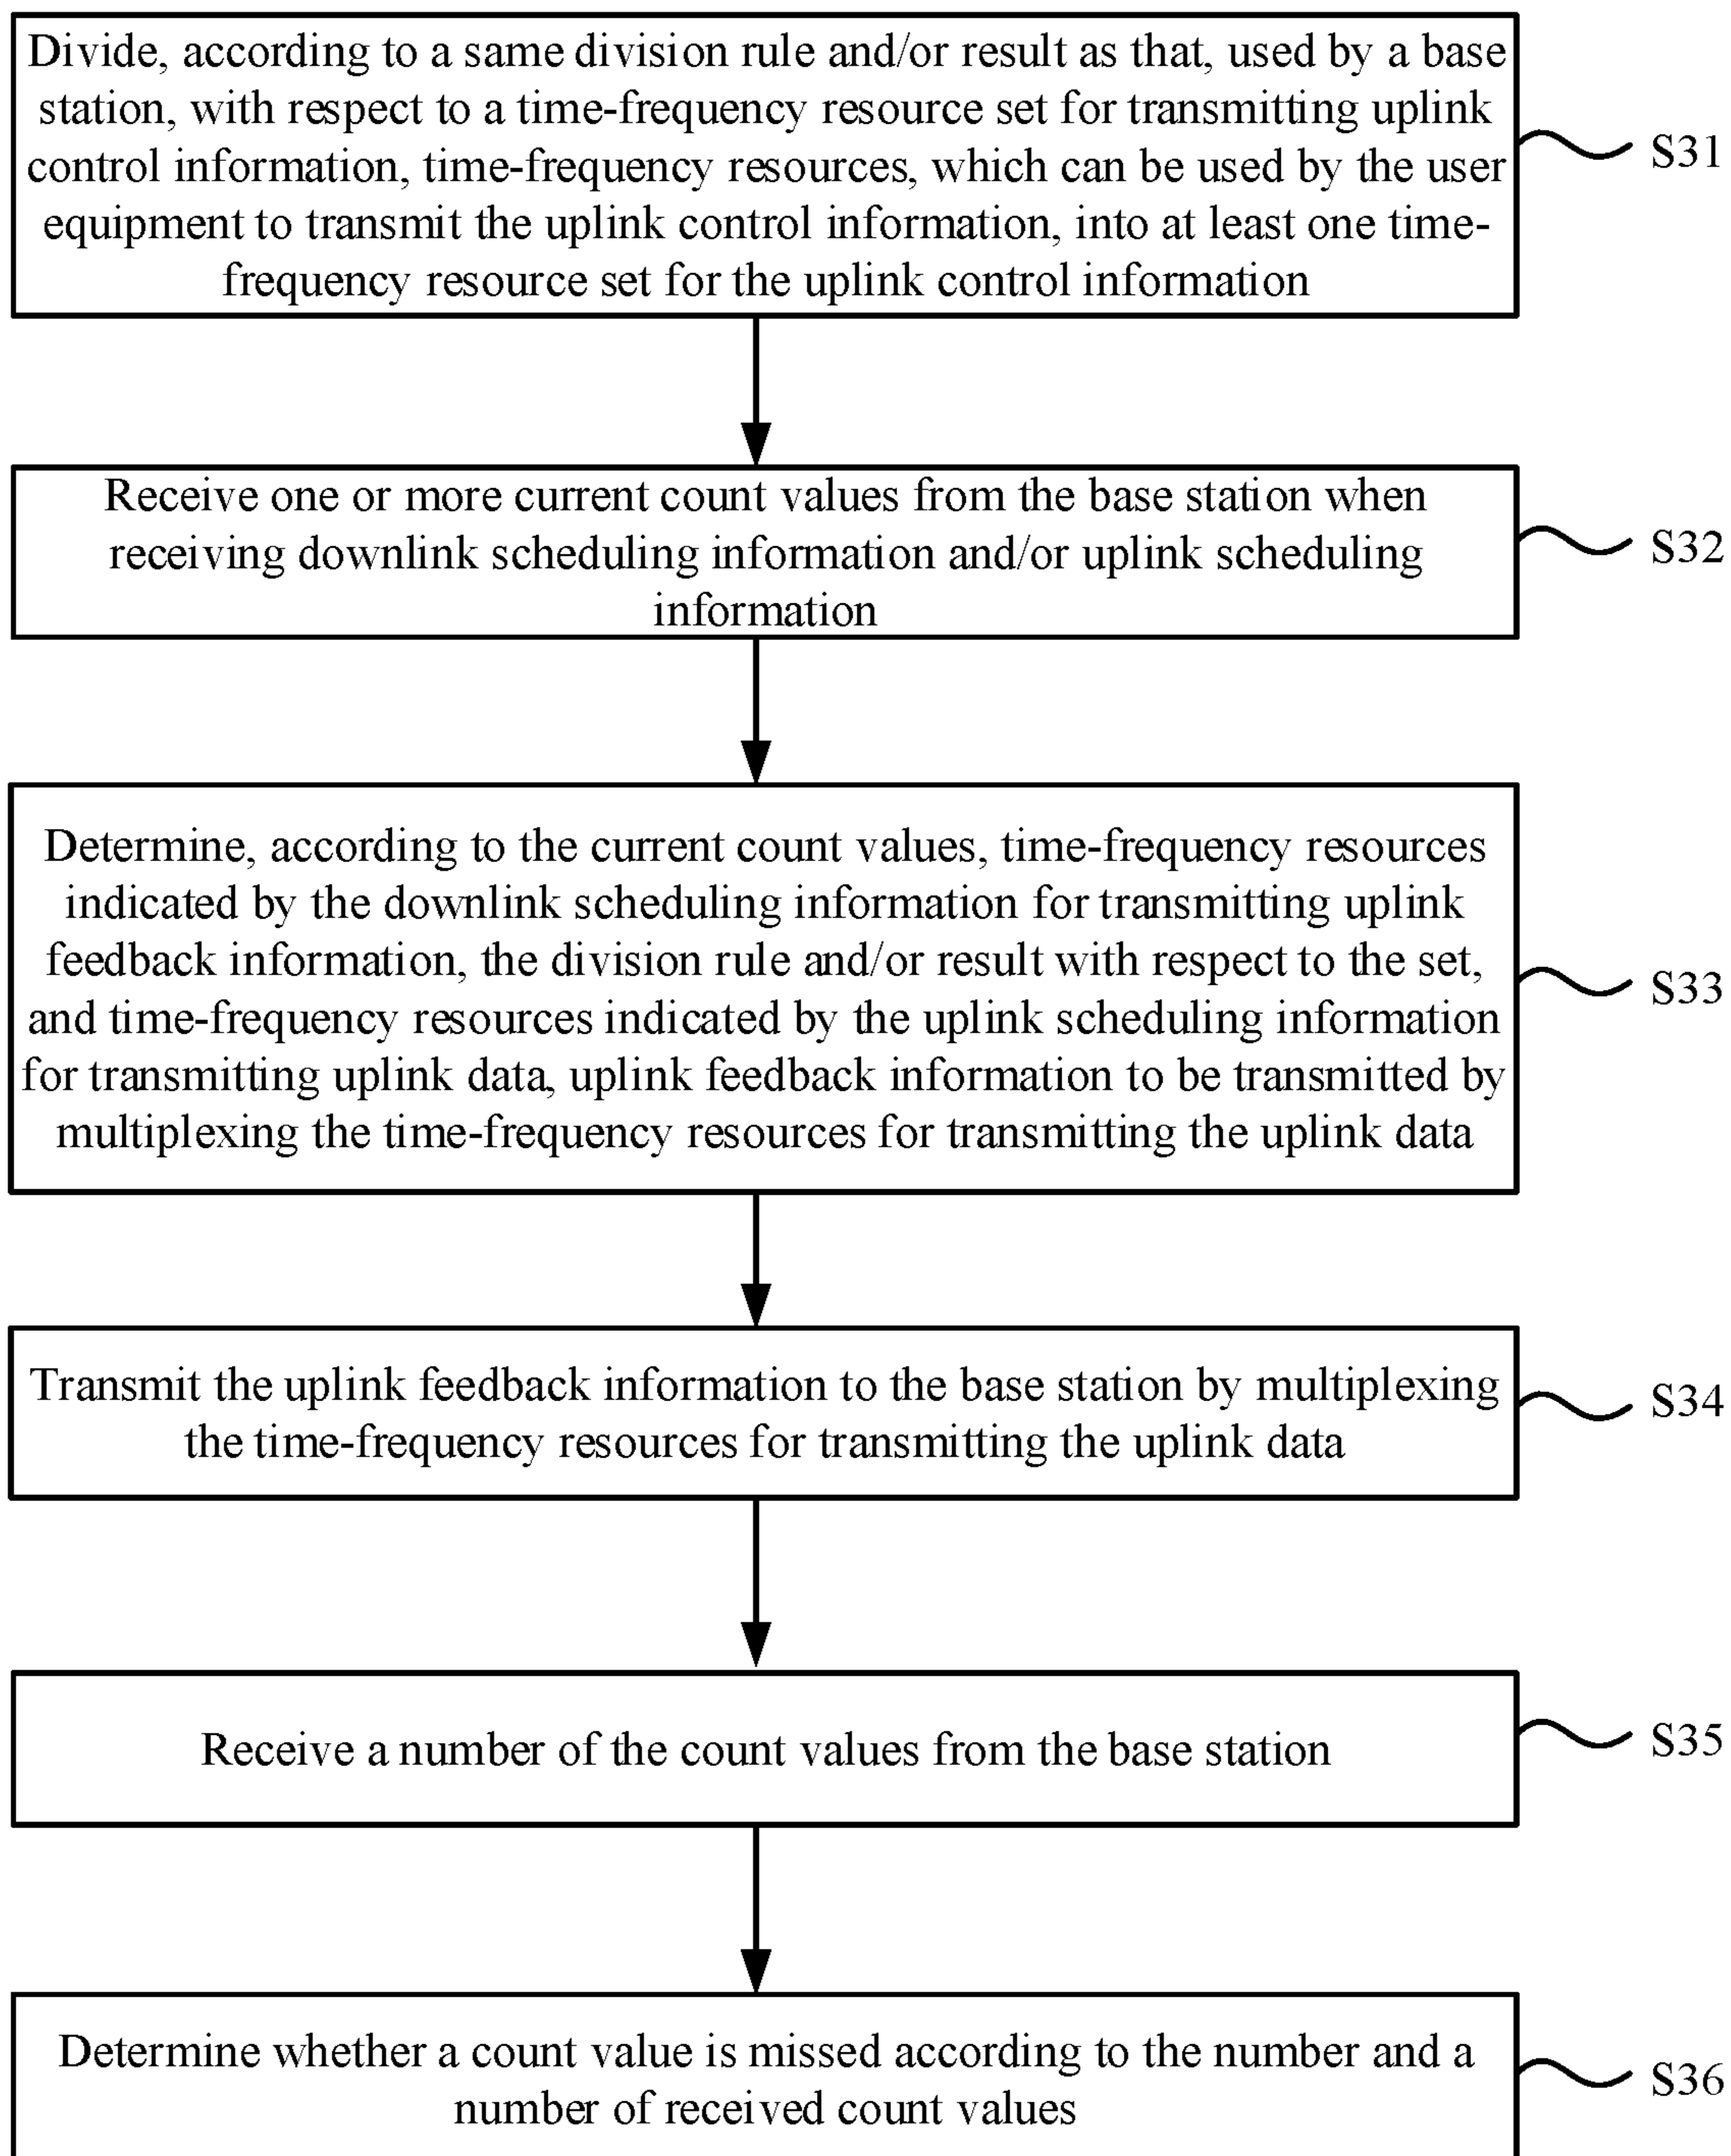 Divide, according to a same division rule and/or result as that, used by a base
station, with respect to a time-frequency resource set for transmitting uplink
control information, time-frequency resources, which can be used by the user
equipment to transmit the uplink control information, into at least one time-
frequency resource set for the uplink control information
S31
Receive one or more current count values from the base station when
receiving downlink scheduling information and/or uplink scheduling
information
S32
Determine, according to the current count values, time-frequency resources
indicated by the downlink scheduling information for transmitting uplink
feedback information, the division rule and/or result with respect to the set,
and time-frequency resources indicated by the uplink scheduling information
for transmitting uplink data, uplink feedback information to be transmitted by
multiplexing the time-frequency resources for transmitting the uplink data
S33
Transmit the uplink feedback information to the base station by multiplexing
the time-frequency resources for transmitting the uplink data
S34
Receive a number of the count values from the base station
S35
Determine whether a count value is missed according to the number and a
number of received count values
S36